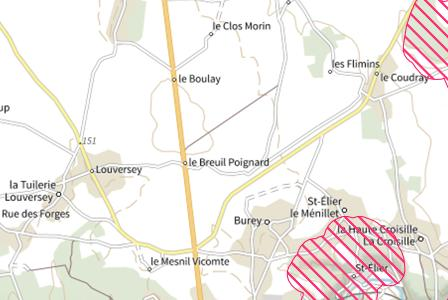 le Clos Morin
les Flimins
le Boulay
le Coudray
up
151
le Breuil Poignard
Louversey
la Tuilerie
Louversey
Rue des Forges
St-Élier
le Ménillet
Burey
la Haute Croisille
La Croisille
le Mesnil Vicomte
St-Élier